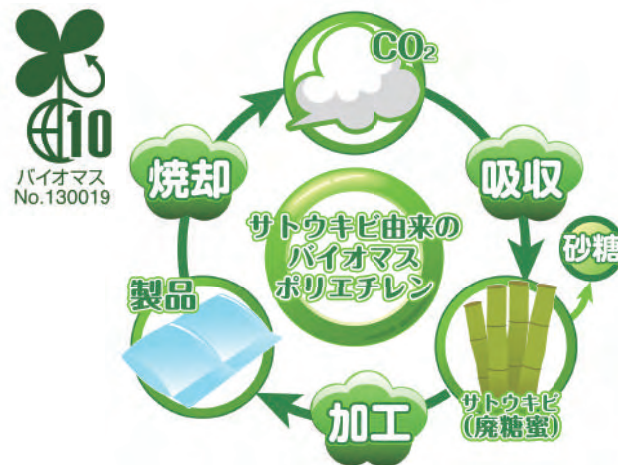 10
バイオマス
No.130019
CO₂
焼却
吸収
サトウキビ由来の
バイオマス
ポリエチレン
砂糖
製品
サトウキビ
(廃糖蜜)
加工